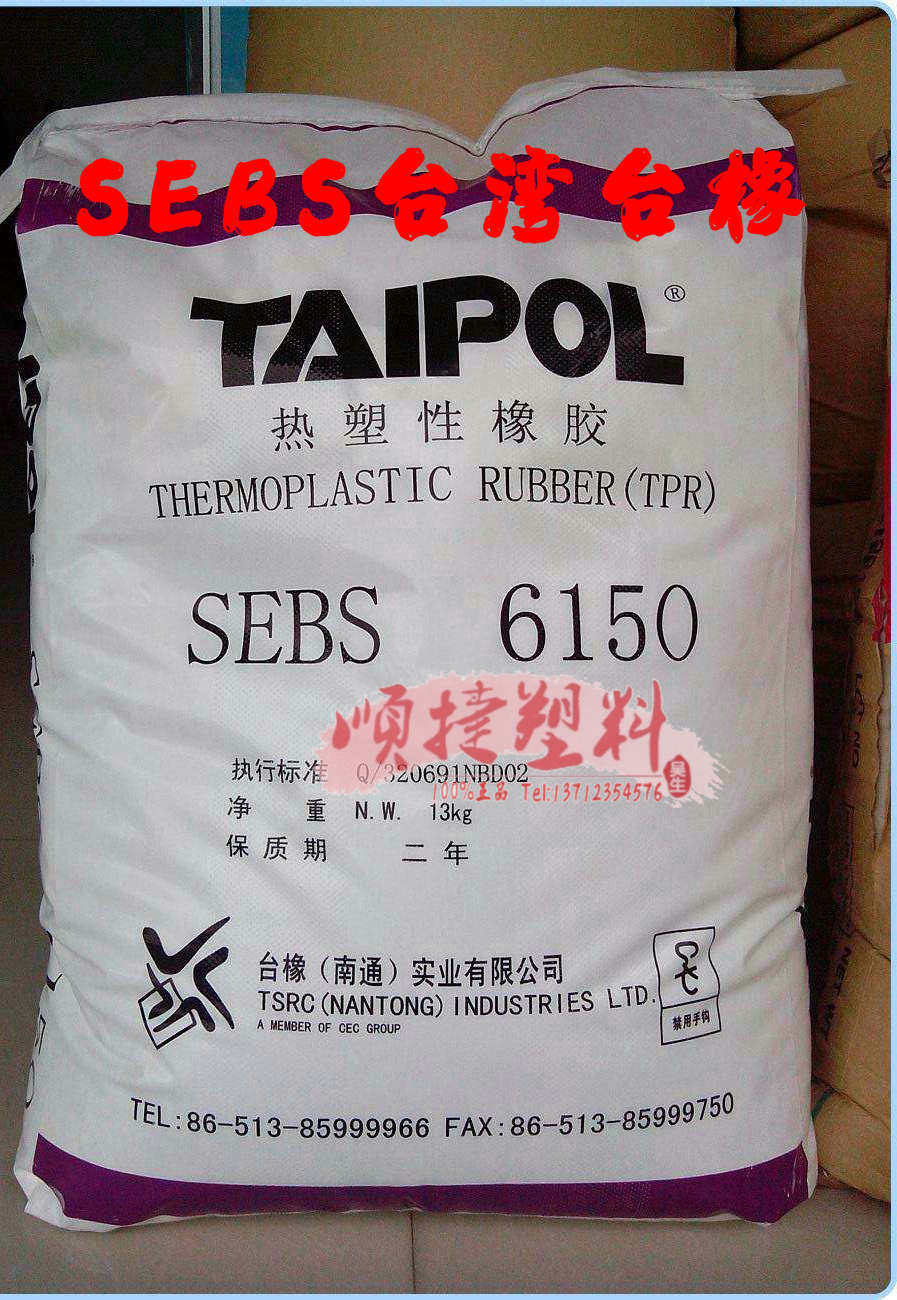 SEBS台湾台橡
TAIPOL®
热塑性橡胶
THERMOPLASTIC RUBBER(TPR)
SEBS 6150
順捷塑料
执行标准 Q/320691NBD02
100%正品 Tel:13712354576
吴生
净 重 N.W. 13kg
保质期 二年
台橡(南通)实业有限公司
TSRC(NANTONG)INDUSTRIES LTD.
A MEMBER OF CEC GROUP
禁用手钩
TEL:86-513-85999966 FAX:86-513-85999750